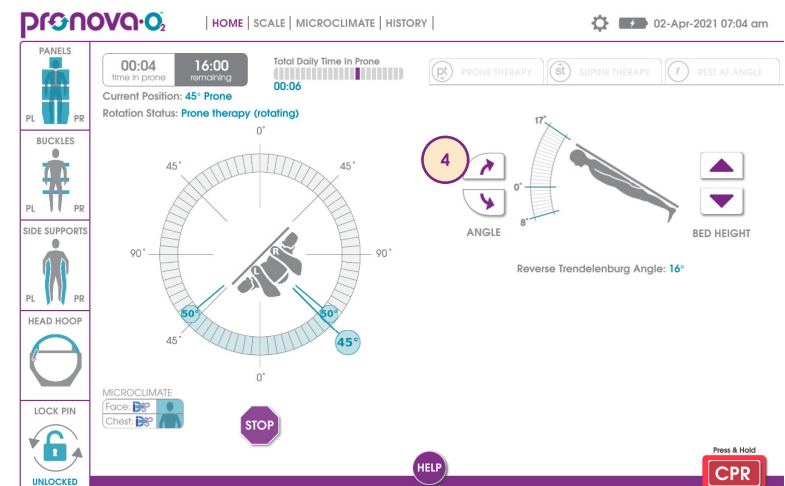 pronova·O2
| HOME | SCALE | MICROCLIMATE | HISTORY |
02-Apr-2021 07:04 am
PANELS
PL PR
BUCKLES
PL PR
SIDE SUPPORTS
PL PR
HEAD HOOP
LOCK PIN
UNLOCKED
00:04
time in prone
16:00
remaining
Total Daily Time In Prone
00:06
Current Position: 45° Prone
Rotation Status: Prone therapy (rotating)
pt PRONE THERAPY
st SUPINE THERAPY
r REST AT ANGLE
0°
45° 45°
90° 90°
R
L
50° 50°
45° 45°
0°
4
ANGLE
17°
0°
8°
BED HEIGHT
Reverse Trendelenburg Angle: 16°
MICROCLIMATE
Face:
Chest:
STOP
HELP
Press & Hold
CPR